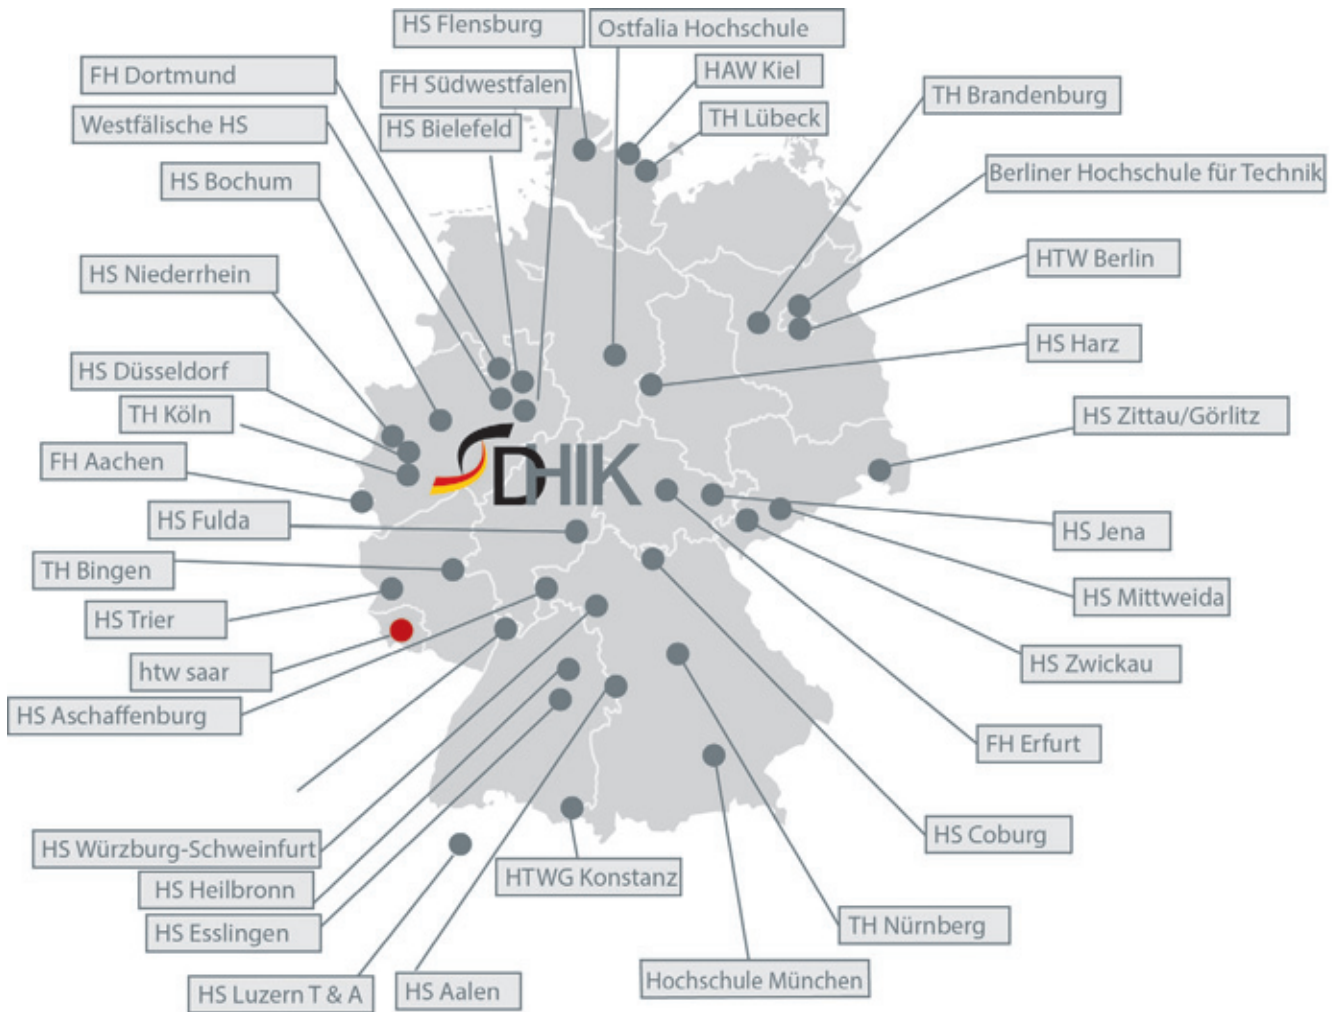 HS Flensburg
Ostfalia Hochschule
FH Dortmund
FH Südwestfalen
HAW Kiel
TH Brandenburg
Westfälische HS
HS Bielefeld
TH Lübeck
HS Bochum
Berliner Hochschule für Technik
HS Niederrhein
HTW Berlin
HS Düsseldorf
HS Harz
TH Köln
HS Zittau/Görlitz
FH Aachen
DHIK
HS Fulda
HS Jena
TH Bingen
HS Mittweida
HS Trier
htw saar
HS Zwickau
HS Aschaffenburg
FH Erfurt
HS Würzburg-Schweinfurt
HS Coburg
HS Heilbronn
HTWG Konstanz
HS Esslingen
TH Nürnberg
HS Luzern T & A
HS Aalen
Hochschule München